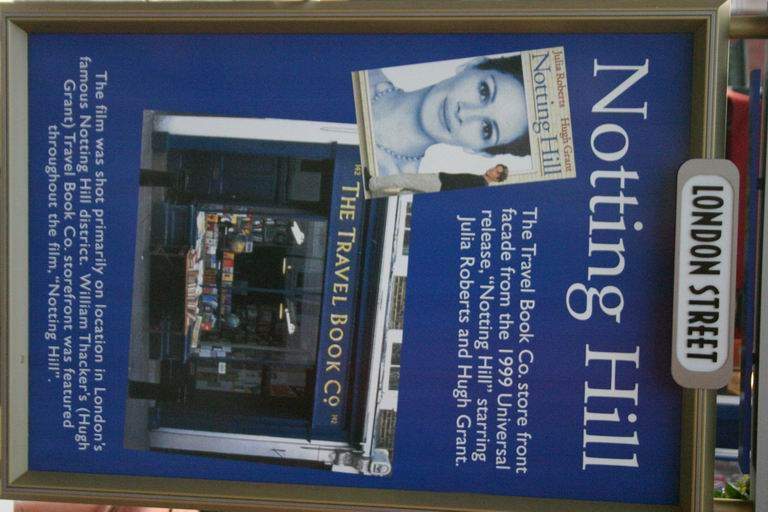 LONDON STREET
Notting Hill
Julia Roberts Hugh Grant
Notting Hill
The Travel Book Co. store front
facade from the 1999 Universal
release, "Notting Hill" starring
Julia Roberts and Hugh Grant.
142 THE TRAVEL BOOK CO. 142
The film was shot primarily on location in London's
famous Notting Hill district. William Thacker's (Hugh
Grant) Travel Book Co. storefront was featured
throughout the film, "Notting Hill".